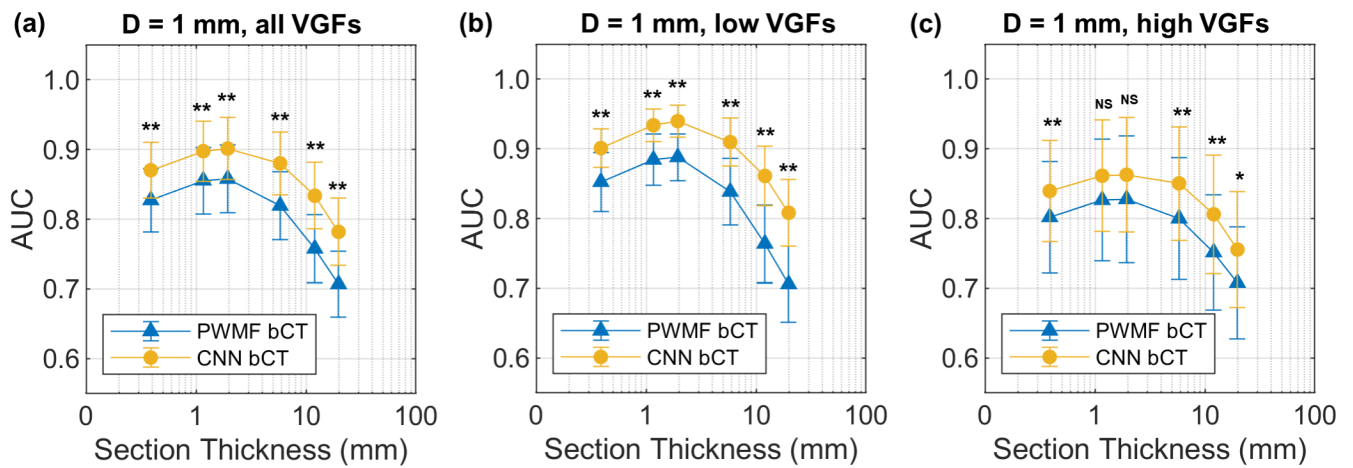 (a) D = 1 mm, all VGFs
AUC
1.0
0.9
0.8
0.7
0.6
** ** ** ** ** **
PWMF bCT
CNN bCT
0 1 10 100
Section Thickness (mm)
(b) D = 1 mm, low VGFs
AUC
1.0
0.9
0.8
0.7
0.6
** ** ** ** ** **
PWMF bCT
CNN bCT
0 1 10 100
Section Thickness (mm)
(c) D = 1 mm, high VGFs
AUC
1.0
0.9
0.8
0.7
0.6
** NS NS ** ** *
PWMF bCT
CNN bCT
0 1 10 100
Section Thickness (mm)